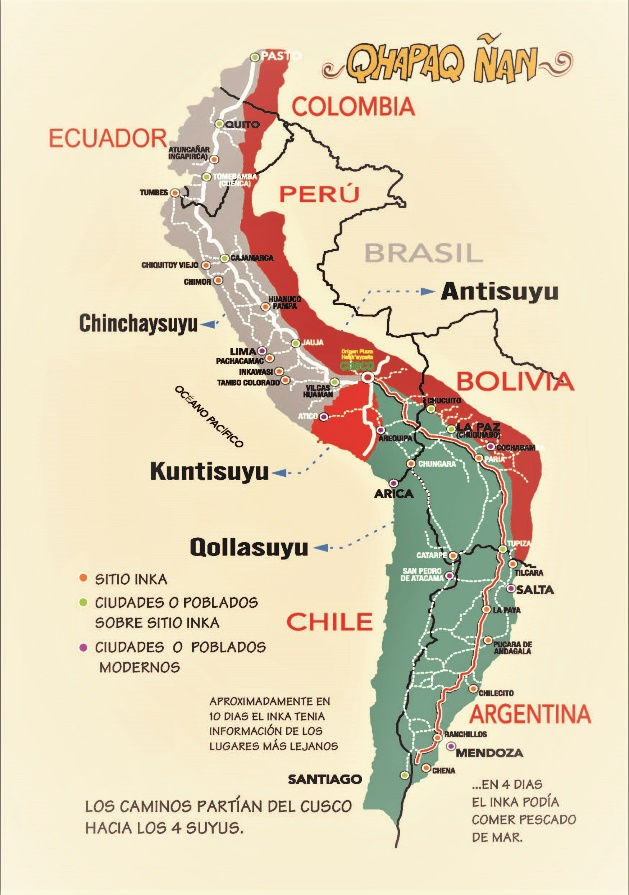 QHAPAQ ÑAN
PASTO
COLOMBIA
ECUADOR
QUITO
ATUNCAÑAR
INGAPIRCA)
TOMEBAMBA
(CUENCA)
TUMBES
PERÚ
BRASIL
CHIQUITOY VIEJO
CAJAMARCA
CHIMOR
Antisuyu
HUANUCO
PAMPA
Chinchaysuyu
JAUJA
LIMA
PACHACAMAC
INKAWASI
TAMBO COLORADO
VILCAS
HUAMAN
CUSCO
BOLIVIA
CHUCUITO
OCÉANO PACÍFICO
ATICO
AREQUIPA
LA PAZ
(CHUQUIABO)
COCHABAM
PARIA
Kuntisuyu
CHUNGARA
ARICA
Qollasuyu
CATARPE
TUPIZA
SAN PEDRO
DE ATACAMA
TILCARA
SALTA
SITIO INKA
CIUDADES O POBLADOS
SOBRE SITIO INKA
CIUDADES O POBLADOS
MODERNOS
CHILE
LA PAYA
PUCARA DE
ANDAGALA
CHILECITO
APROXIMADAMENTE EN
10 DIAS EL INKA TENIA
INFORMACIÓN DE LOS
LUGARES MÁS LEJANOS
ARGENTINA
RANCHILLOS
MENDOZA
CHENA
SANTIAGO
LOS CAMINOS PARTÍAN DEL CUSCO
HACIA LOS 4 SUYUS.
...EN 4 DIAS
EL INKA PODÍA
COMER PESCADO
DE MAR.